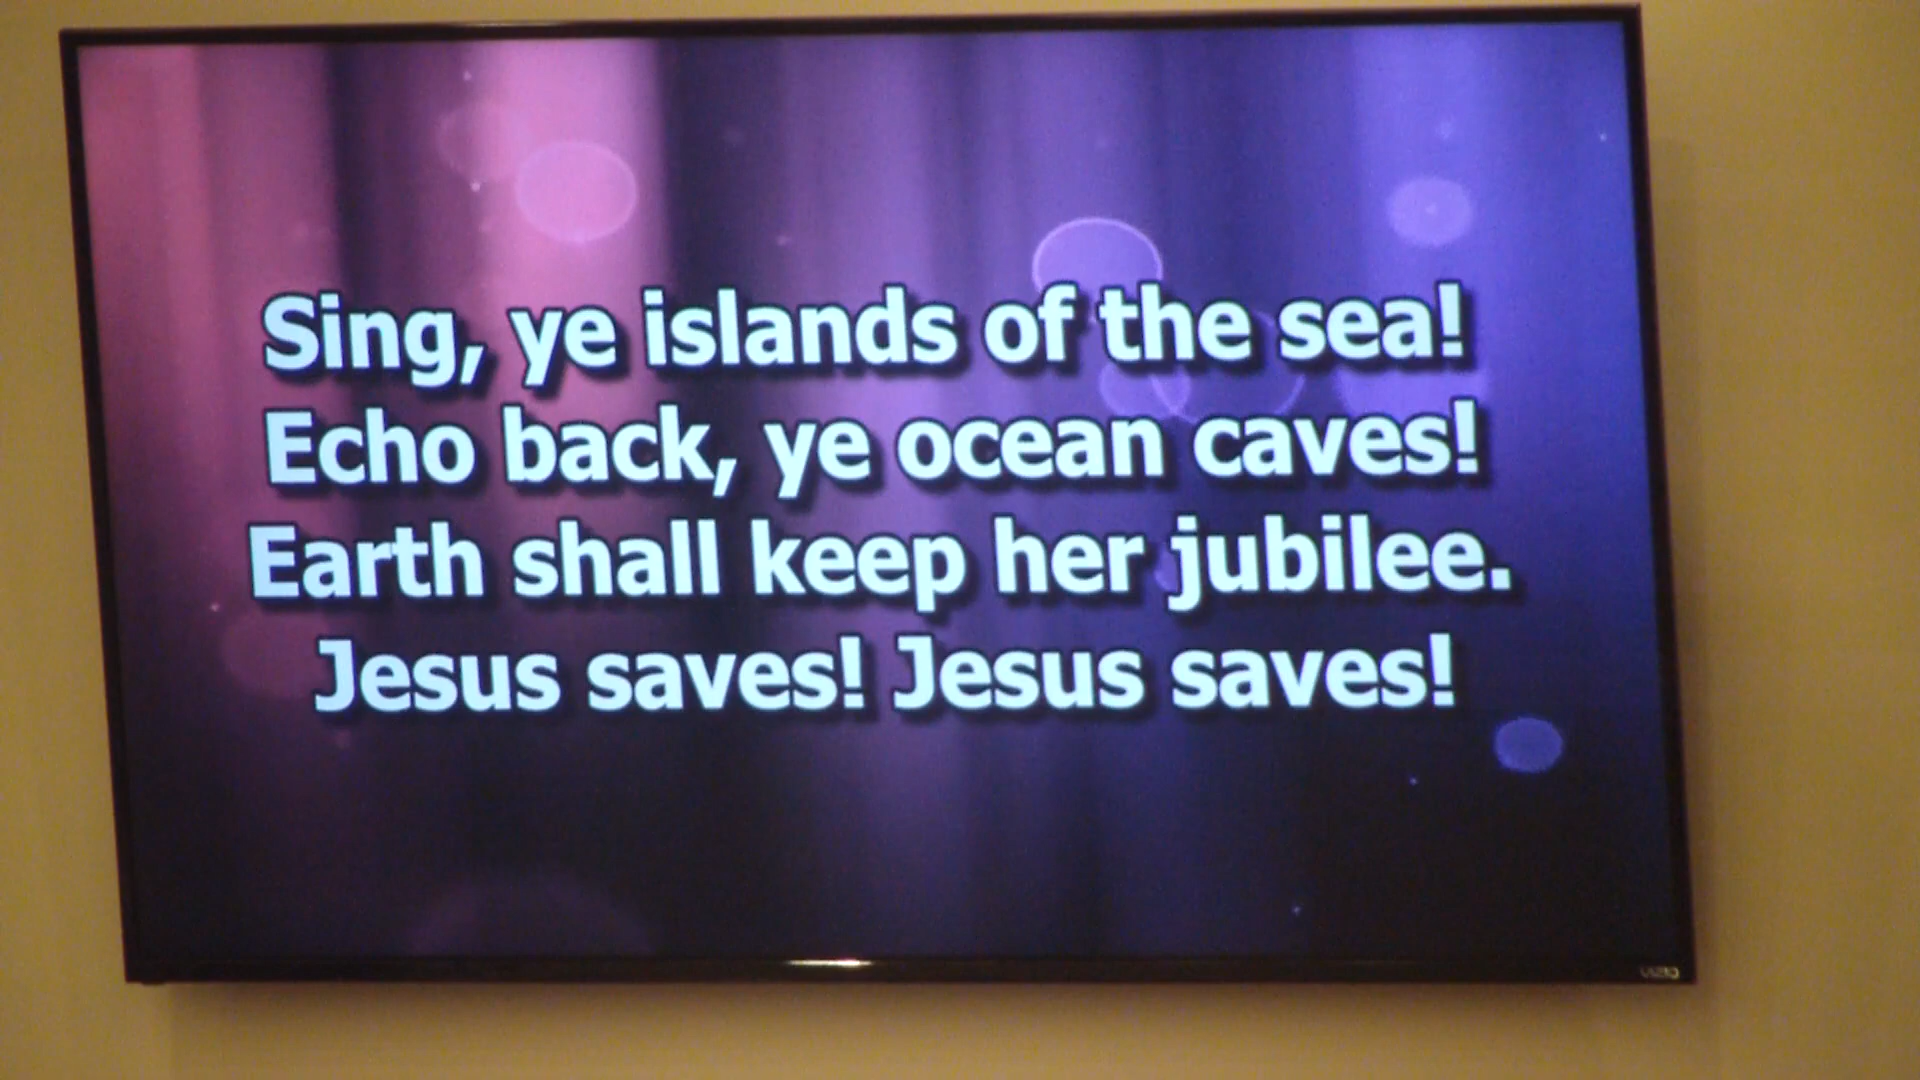 Sing, ye islands of the sea!
Echo back, ye ocean caves!
Earth shall keep her jubilee.
Jesus saves! Jesus saves!
VIZIO